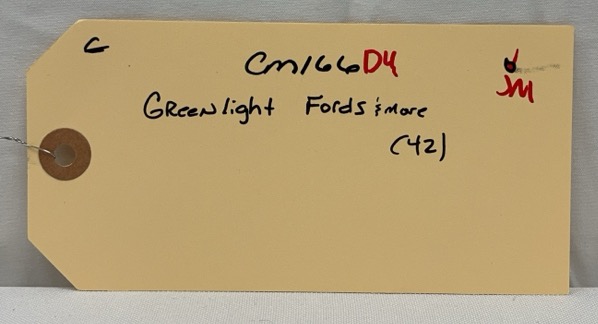 C
Cm166D4
JM
GReenlight Fords & more
(42)